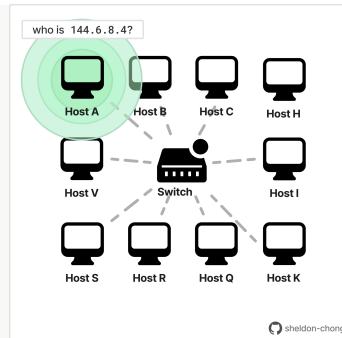 who is 144.6.8.4?
Host A Host B Host C Host H
Host V Switch Host I
Host S Host R Host Q Host K
sheldon-chong